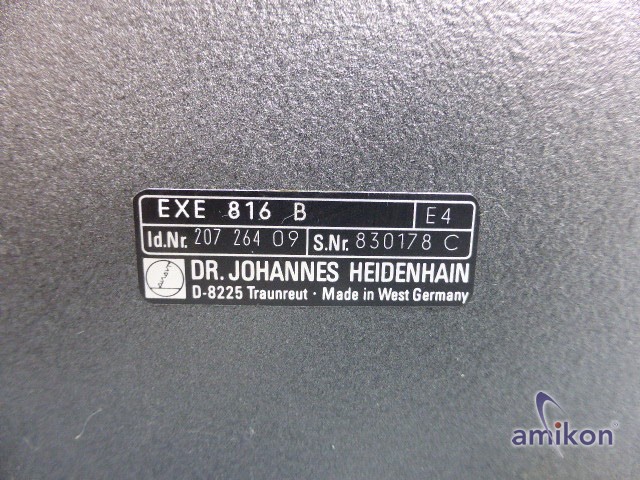 EXE 816 B E4
Id.Nr. 207 264 09 S.Nr. 830178 C
DR. JOHANNES HEIDENHAIN
D-8225 Traunreut · Made in West Germany
amikon